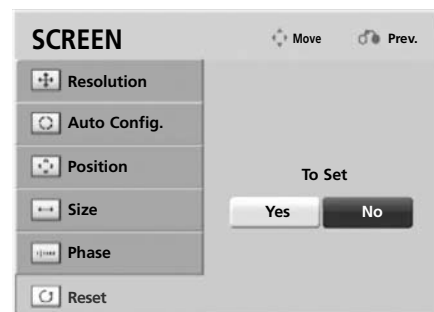 SCREEN
Move Prev.
Resolution
Auto Config.
Position
Size
Phase
Reset
To Set
Yes No